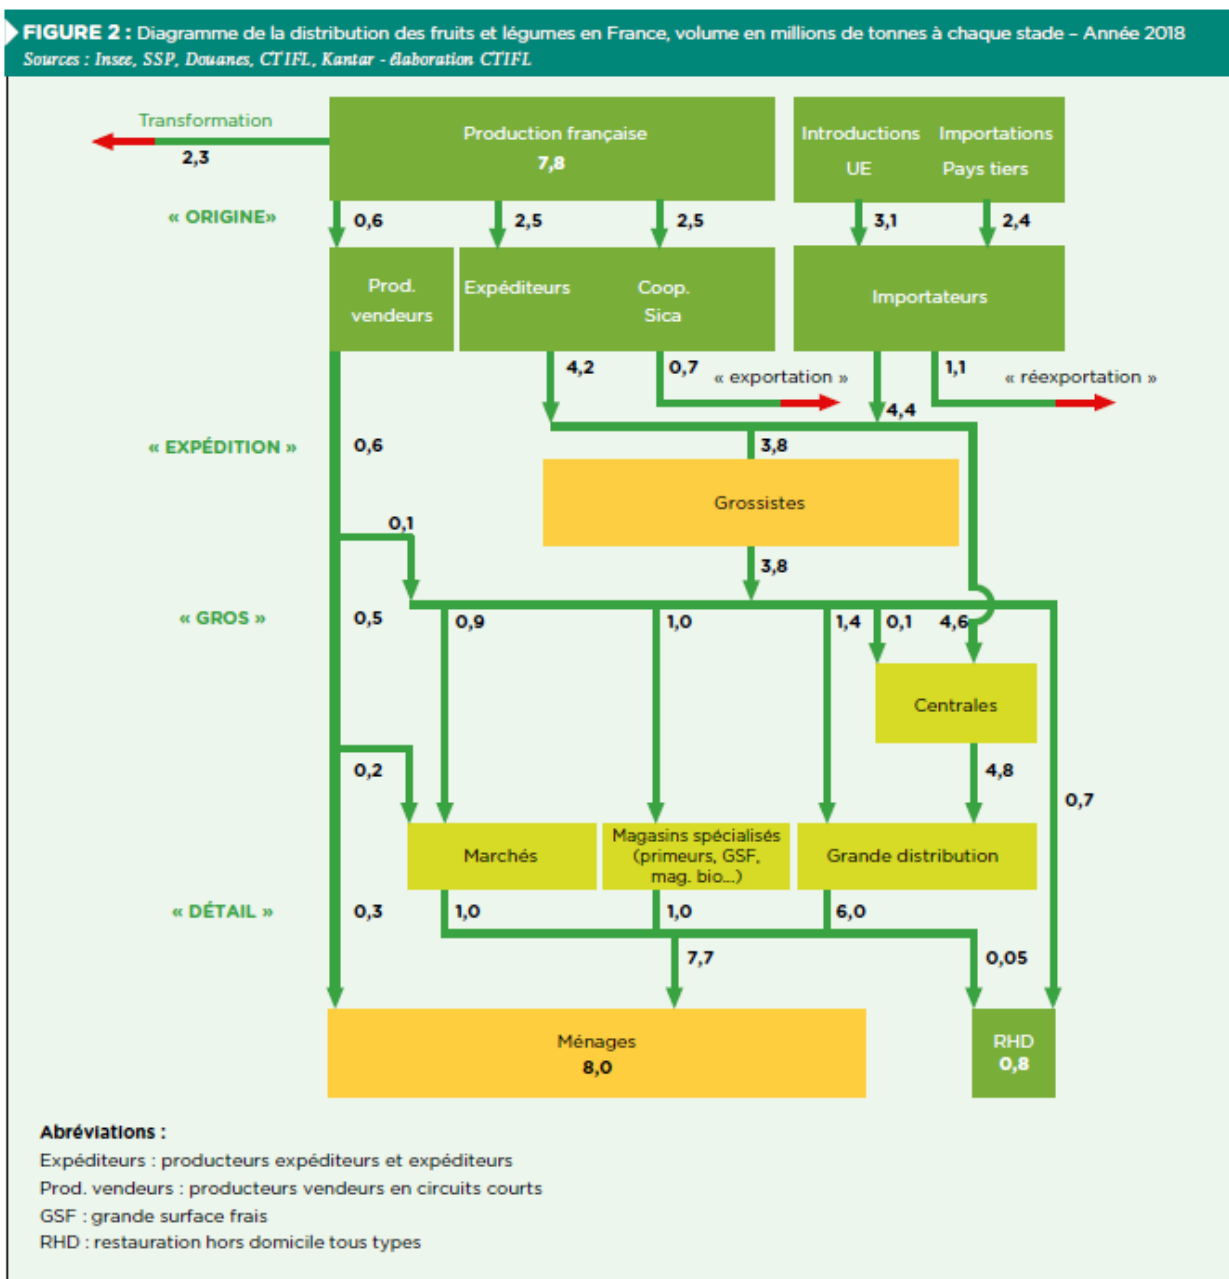 FIGURE 2 : Diagramme de la distribution des fruits et légumes en France, volume en millions de tonnes à chaque stade – Année 2018
Sources : Insee, SSP, Douanes, CTIFL, Kantar - élaboration CTIFL
Transformation
2,3
Production française
7,8
Introductions
UE
Importations
Pays tiers
« ORIGINE»
0,6
2,5
2,5
3,1
2,4
Prod.
vendeurs
Expéditeurs
Coop.
Sica
Importateurs
4,2
0,7
« exportation »
1,1
« réexportation »
4,4
« EXPÉDITION »
0,6
3,8
Grossistes
0,1
3,8
« GROS »
0,5
0,9
1,0
1,4
0,1
4,6
Centrales
0,2
4,8
0,7
Marchés
Magasins spécialisés
(primeurs, GSF,
mag. bio...)
Grande distribution
« DÉTAIL »
0,3
1,0
1,0
6,0
7,7
0,05
Ménages
8,0
RHD
0,8
Abréviations :
Expéditeurs : producteurs expéditeurs et expéditeurs
Prod. vendeurs : producteurs vendeurs en circuits courts
GSF : grande surface frais
RHD : restauration hors domicile tous types